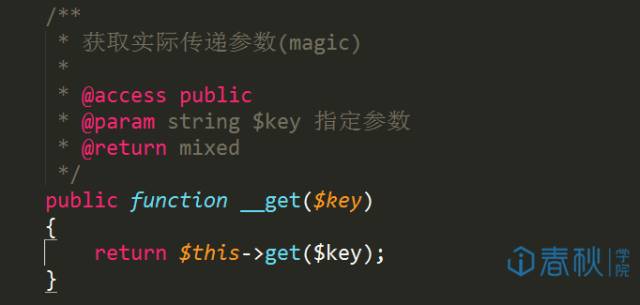 /**
 * 获取实际传递参数(magic)
 *
 * @access public
 * @param string $key 指定参数
 * @return mixed
 */
public function __get($key)
{
    return $this->get($key);
}
春秋学院